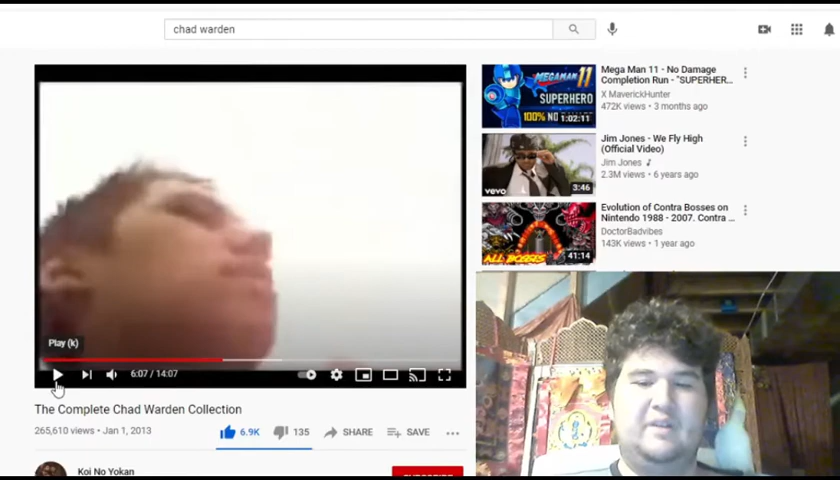 chad warden
MEGAMAN 11
SUPERHERO
100% NO
1:02:11
Mega Man 11 - No Damage
Completion Run - "SUPERHER...
X MaverickHunter
472K views • 3 months ago
vevo
3:46
Jim Jones - We Fly High
(Official Video)
Jim Jones
2.3M views • 6 years ago
ALL BOSSES
41:14
Evolution of Contra Bosses on
Nintendo 1988 - 2007. Contra ...
DoctorBadvibes
143K views • 1 year ago
Play (k)
6:07 / 14:07
The Complete Chad Warden Collection
265,610 views • Jan 1, 2013
6.9K
135
SHARE
SAVE
Koi No Yokan